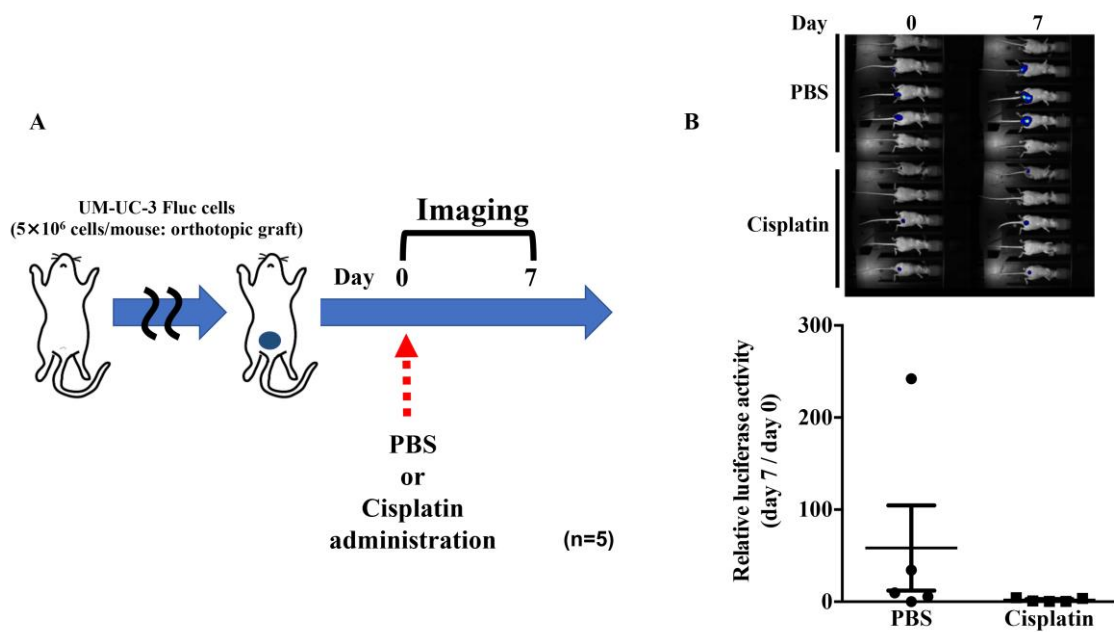 A
UM-UC-3 Fluc cells
(5×10⁶ cells/mouse: orthotopic graft)
Imaging
Day 0 7
PBS
or
Cisplatin
administration (n=5)
B
Day 0 7
PBS
Cisplatin
Relative luciferase activity
(day 7 / day 0)
300
200
100
0
PBS Cisplatin